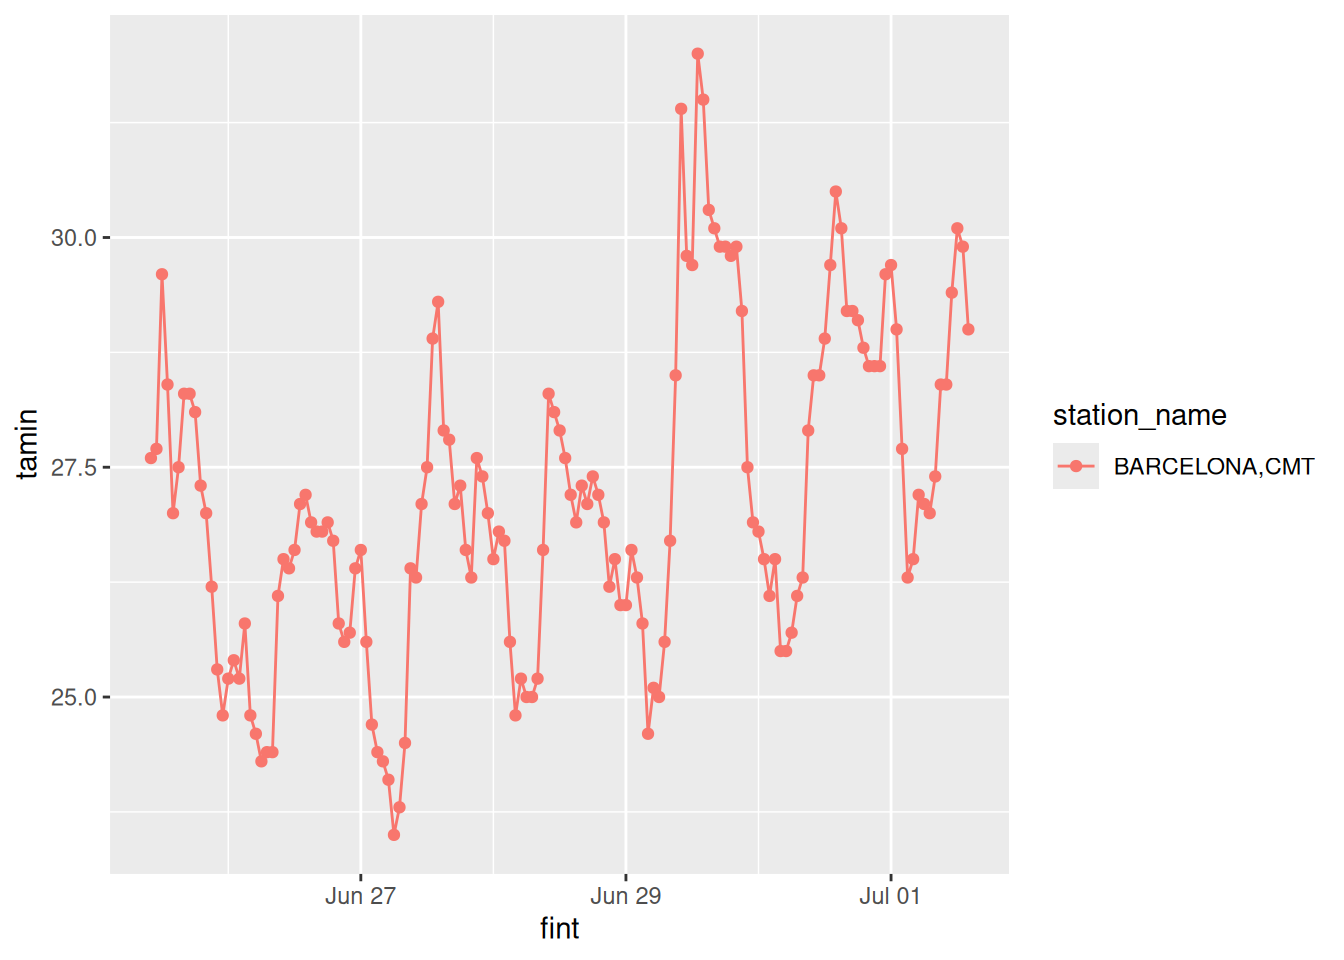 30.0
27.5
25.0
tamin
Jun 27
Jun 29
Jul 01
fint
station_name
BARCELONA,CMT